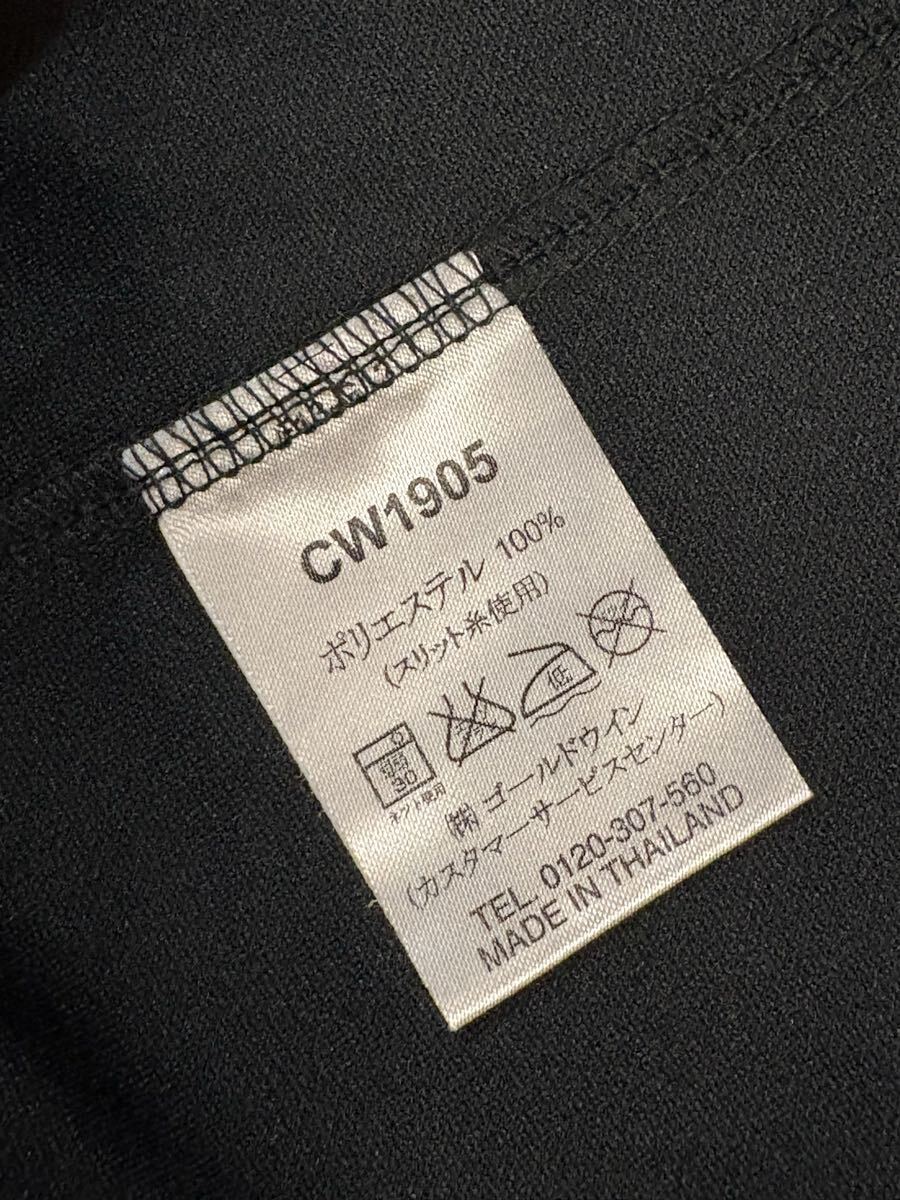 CW1905
ポリエステル 100%
(スリット糸使用)
30
低
ネット使用
㈱ ゴールドウイン
(カスタマーサービスセンター)
TEL 0120-307-560
MADE IN THAILAND